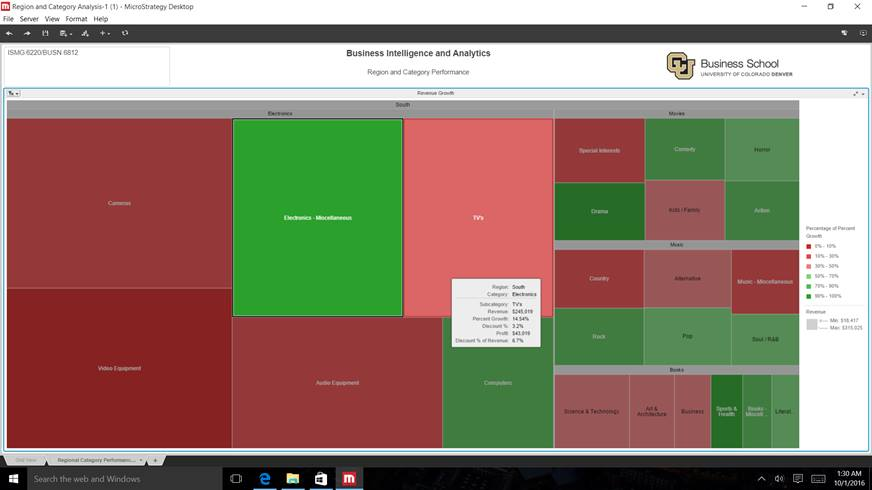 Region and Category Analysis-1 (1) - MicroStrategy Desktop
File Server View Format Help
ISMG 6220/BUSN 6812
Business Intelligence and Analytics
Region and Category Performance
CU
Business School
UNIVERSITY OF COLORADO DENVER
Revenue Growth
South
Electronics
Movies
Cameras
Electronics - Miscellaneous
TV's
Special Interests
Comedy
Horror
Drama
Kids / Family
Action
Music
Country
Alternative
Music - Miscellaneous
Rock
Pop
Soul / R&B
Books
Video Equipment
Audio Equipment
Computers
Science & Technology
Art &
Architecture
Business
Sports &
Health
Books -
Miscell...
Literat...
Region: South
Category: Electronics
Subcategory: TV's
Revenue: $245,019
Percent Growth: 14.54%
Discount %: 3.2%
Profit: $43,019
Discount % of Revenue: 6.7%
Percentage of Percent
Growth
0% - 10%
10% - 30%
30% - 50%
50% - 70%
70% - 90%
90% - 100%
Revenue
Min: $18,417
Max: $315,025
Grid View
Regional Category Performanc...
Search the web and Windows
1:30 AM
10/1/2016